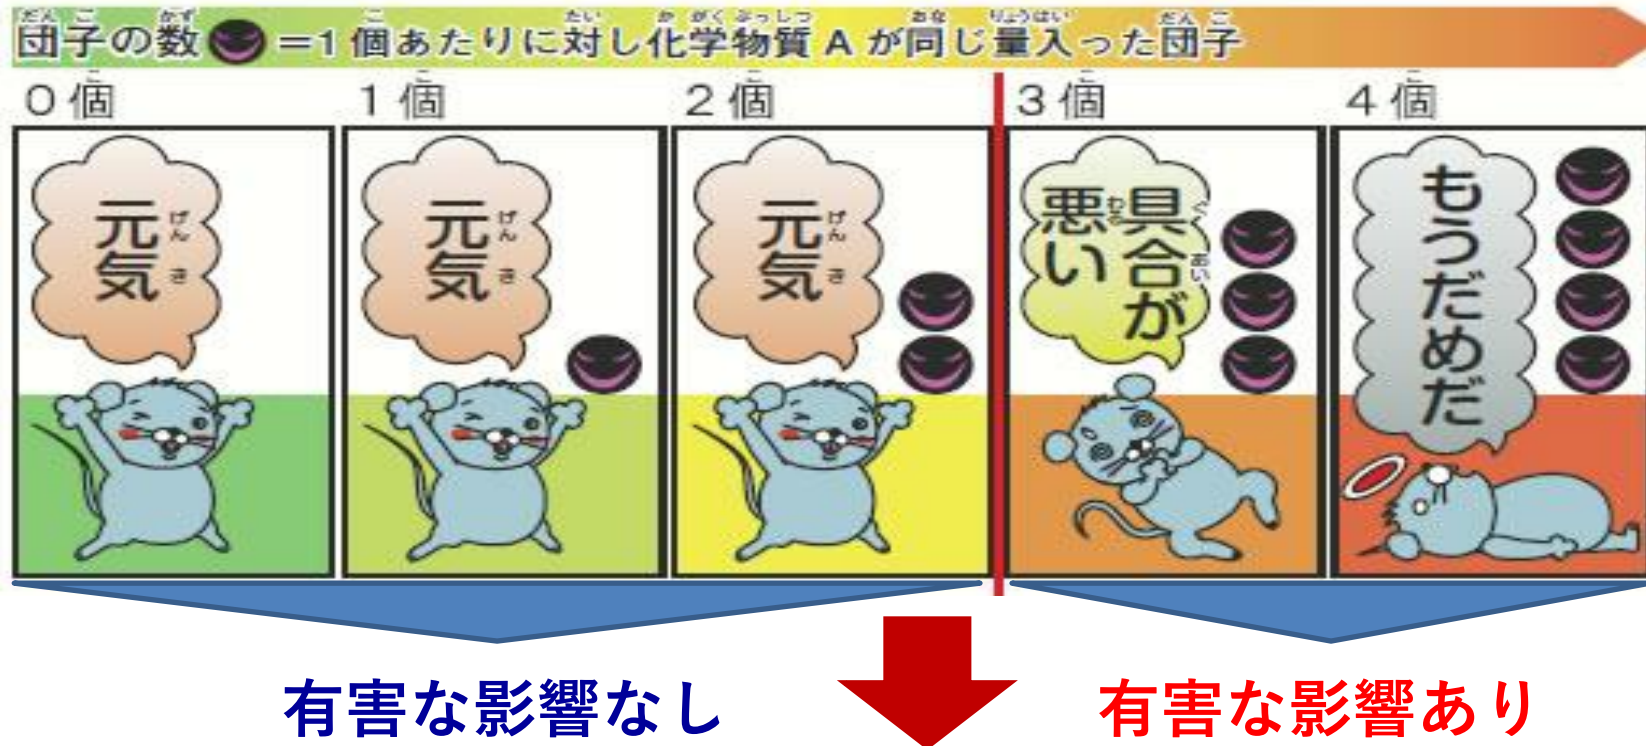 団子の数 =1個あたりに対し化学物質Aが同じ量入った団子
0個
1個
2個
3個
4個
元気
元気
元気
具合が
悪い
もうだめだ
有害な影響なし
有害な影響あり